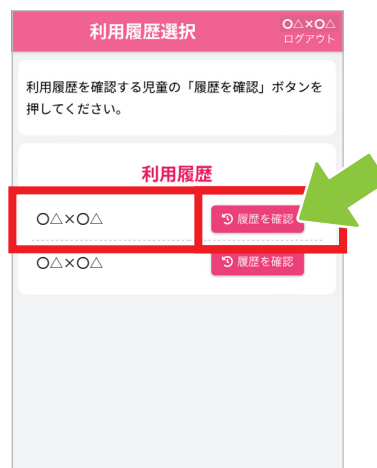 利用履歴選択
○△×○△
ログアウト
利用履歴を確認する児童の「履歴を確認」ボタンを
押してください。
利用履歴
○△×○△ 履歴を確認
○△×○△ 履歴を確認